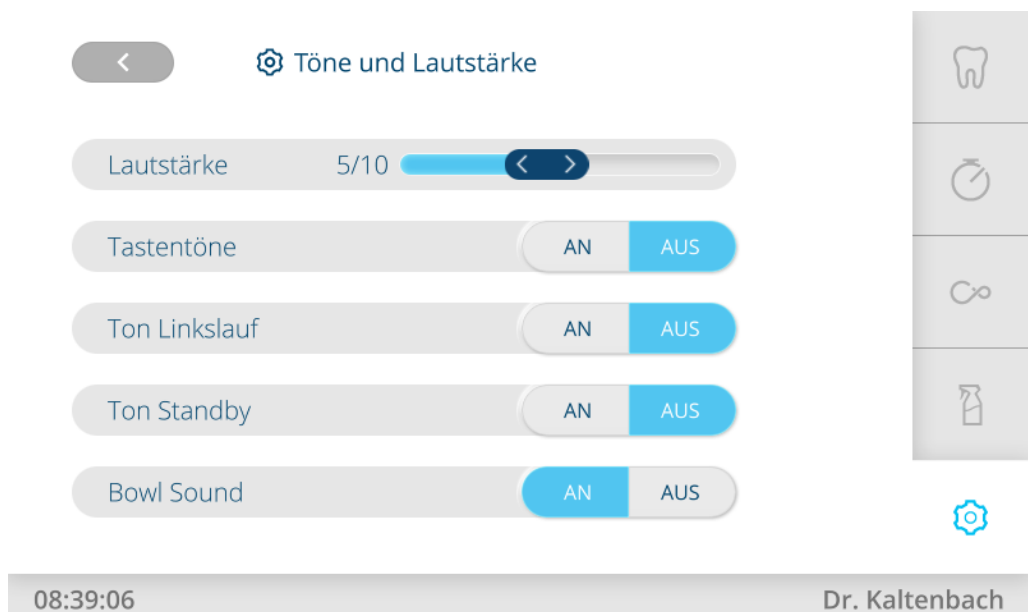 Töne und Lautstärke
Lautstärke 5/10
Tastentöne AN AUS
Ton Linkslauf AN AUS
Ton Standby AN AUS
Bowl Sound AN AUS
08:39:06 Dr. Kaltenbach